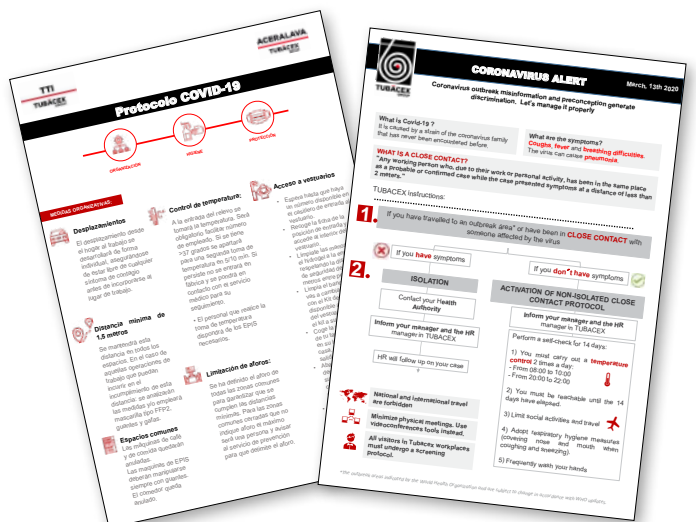 TTI
TUBACEX
GROUP
ACERALAVA
TUBACEX
GROUP
Protocolo COVID-19
ORGANIZACION
HIGIENE
PROTECCIÓN
MEDIDAS ORGANIZATIVAS:
Desplazamientos
El desplazamiento desde
el hogar al trabajo se
desarrollará de forma
individual, asegurándose
de estar libre de cualquier
síntoma de contagio
antes de incorporarse al
lugar de trabajo.
Distancia mínima de
1,5 metros
Se mantendrá esta
distancia en todos los
espacios. En el caso de
aquellas operaciones de
trabajo que puedan
incurrir en el
incumplimiento de esta
distancia: se analizarán
las medidas y/o empleará
mascarilla tipo FFP2,
guantes y gafas.
Espacios comunes
Las máquinas de café
y de comida quedarán
anuladas.
Las maquinas de EPIS
deberán manipularse
siempre con guantes.
El comedor queda
anulado.
Control de temperatura:
A la entrada del relevo se
tomará la temperatura. Será
obligatorio facilitar número
de empleado. Si se tiene
>37 grados se apartará
para una segunda toma de
temperatura en 5/10 min. Si
persiste no se entrará en
fábrica y se pondrá en
contacto con el servicio
médico para su
seguimiento.
• El personal que realice la
toma de temperatura
dispondrá de los EPIS
necesarios.
Limitación de aforos:
Se ha definido el aforo de
todas las zonas comunes
para garantizar que se
cumplen las distancias
mínimas. Para las zonas
comunes cerradas que no
indique aforo el máximo
será una persona y avisar
al servicio de prevención
para que delimite el aforo.
Acceso a vestuarios
Espera hasta que haya
un número disponible en
vestuario.
TUBACEX
GROUP
CORONAVIRUS ALERT
March, 13th 2020
Coronavirus outbreak misinformation and preconception generate
discrimination. Let's manage it properly
What is Covid-19 ?
It is caused by a strain of the coronavirus family
that has never been encountered before.
What are the symptoms?
Coughs, fever and breathing difficulties.
The virus can cause pneumonia.
WHAT IS A CLOSE CONTACT?
"Any working person who, due to their work or personal activity, has been in the same place
as a probable or confirmed case while the case presented symptoms at a distance of less than
2 meters."
TUBACEX instructions:
1.
If you have travelled to an outbreak area* or have been in CLOSE CONTACT with
someone affected by the virus
If you have symptoms
If you don't have symptoms
2.
ISOLATION
Contact your Health
Authority
Inform your manager and the HR
manager in TUBACEX
HR will follow up on your case
ACTIVATION OF NON-ISOLATED CLOSE
CONTACT PROTOCOL
Inform your manager and the HR
manager in TUBACEX
Perform a self-check for 14 days:
1) You must carry out a temperature
control 2 times a day:
- From 08:00 to 10:00
- From 20:00 to 22:00
2) You must be reachable until the 14
days have elapsed.
3) Limit social activities and travel
4) Adopt respiratory hygiene measures
(covering nose and mouth when
coughing and sneezing).
5) Frequently wash your hands
National and international travel
are forbidden
Minimize physical meetings. Use
videoconferences tools instead.
All visitors in Tubacex workplaces
must undergo a screening
protocol.